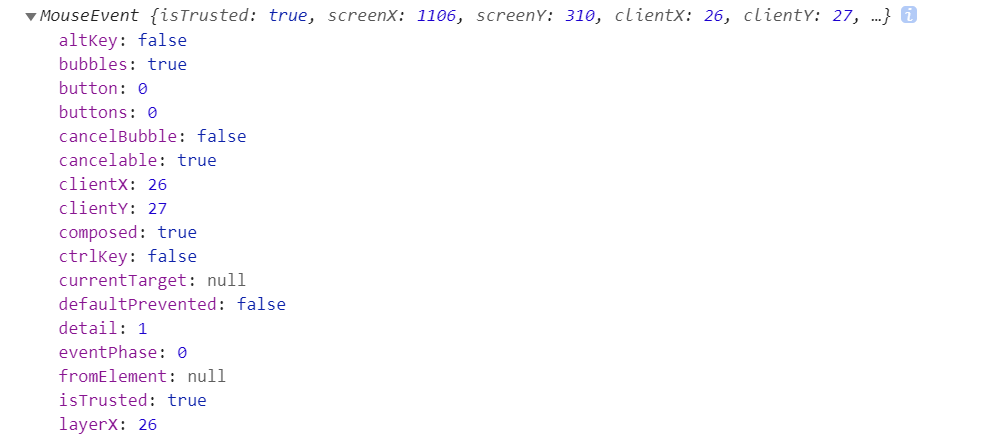 ▼MouseEvent {isTrusted: true, screenX: 1106, screenY: 310, clientX: 26, clientY: 27, …} i
altKey: false
bubbles: true
button: 0
buttons: 0
cancelBubble: false
cancelable: true
clientX: 26
clientY: 27
composed: true
ctrlKey: false
currentTarget: null
defaultPrevented: false
detail: 1
eventPhase: 0
fromElement: null
isTrusted: true
layerX: 26